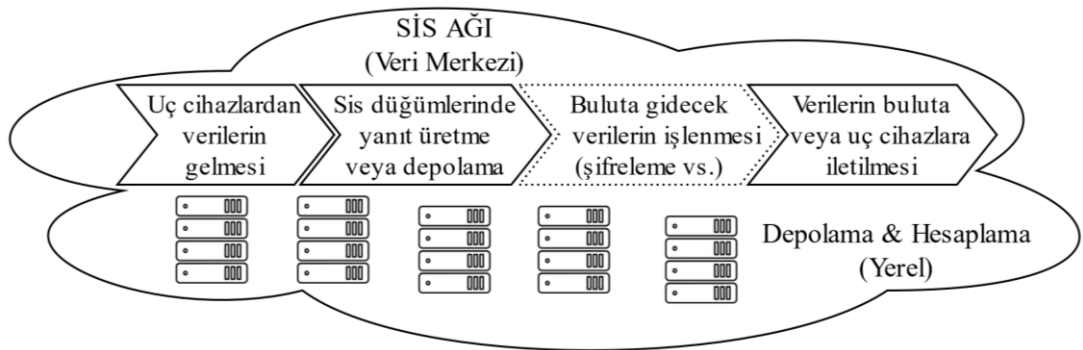 SİS AĞI
(Veri Merkezi)
Uç cihazlardan
verilerin
gelmesi
Sis düğümlerinde
yanıt üretme
veya depolama
Buluta gidecek
verilerin işlenmesi
(şifreleme vs.)
Verilerin buluta
veya uç cihazlara
iletilmesi
Depolama & Hesaplama
(Yerel)